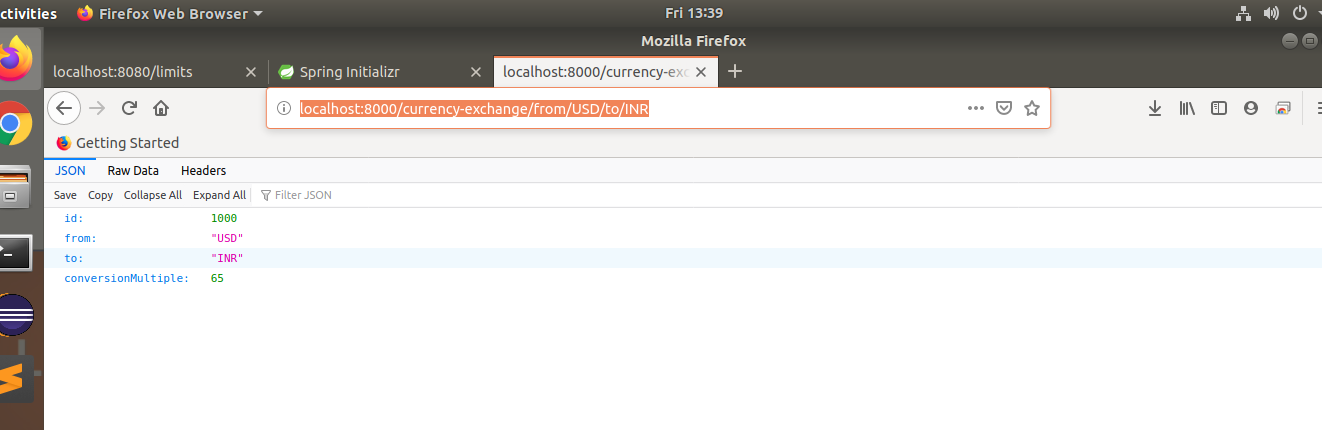 ctivities Firefox Web Browser Fri 13:39
Mozilla Firefox
localhost:8080/limits Spring Initializr localhost:8000/currency-exc
localhost:8000/currency-exchange/from/USD/to/INR
Getting Started
JSON Raw Data Headers
Save Copy Collapse All Expand All Filter JSON
id: 1000
from: "USD"
to: "INR"
conversionMultiple: 65